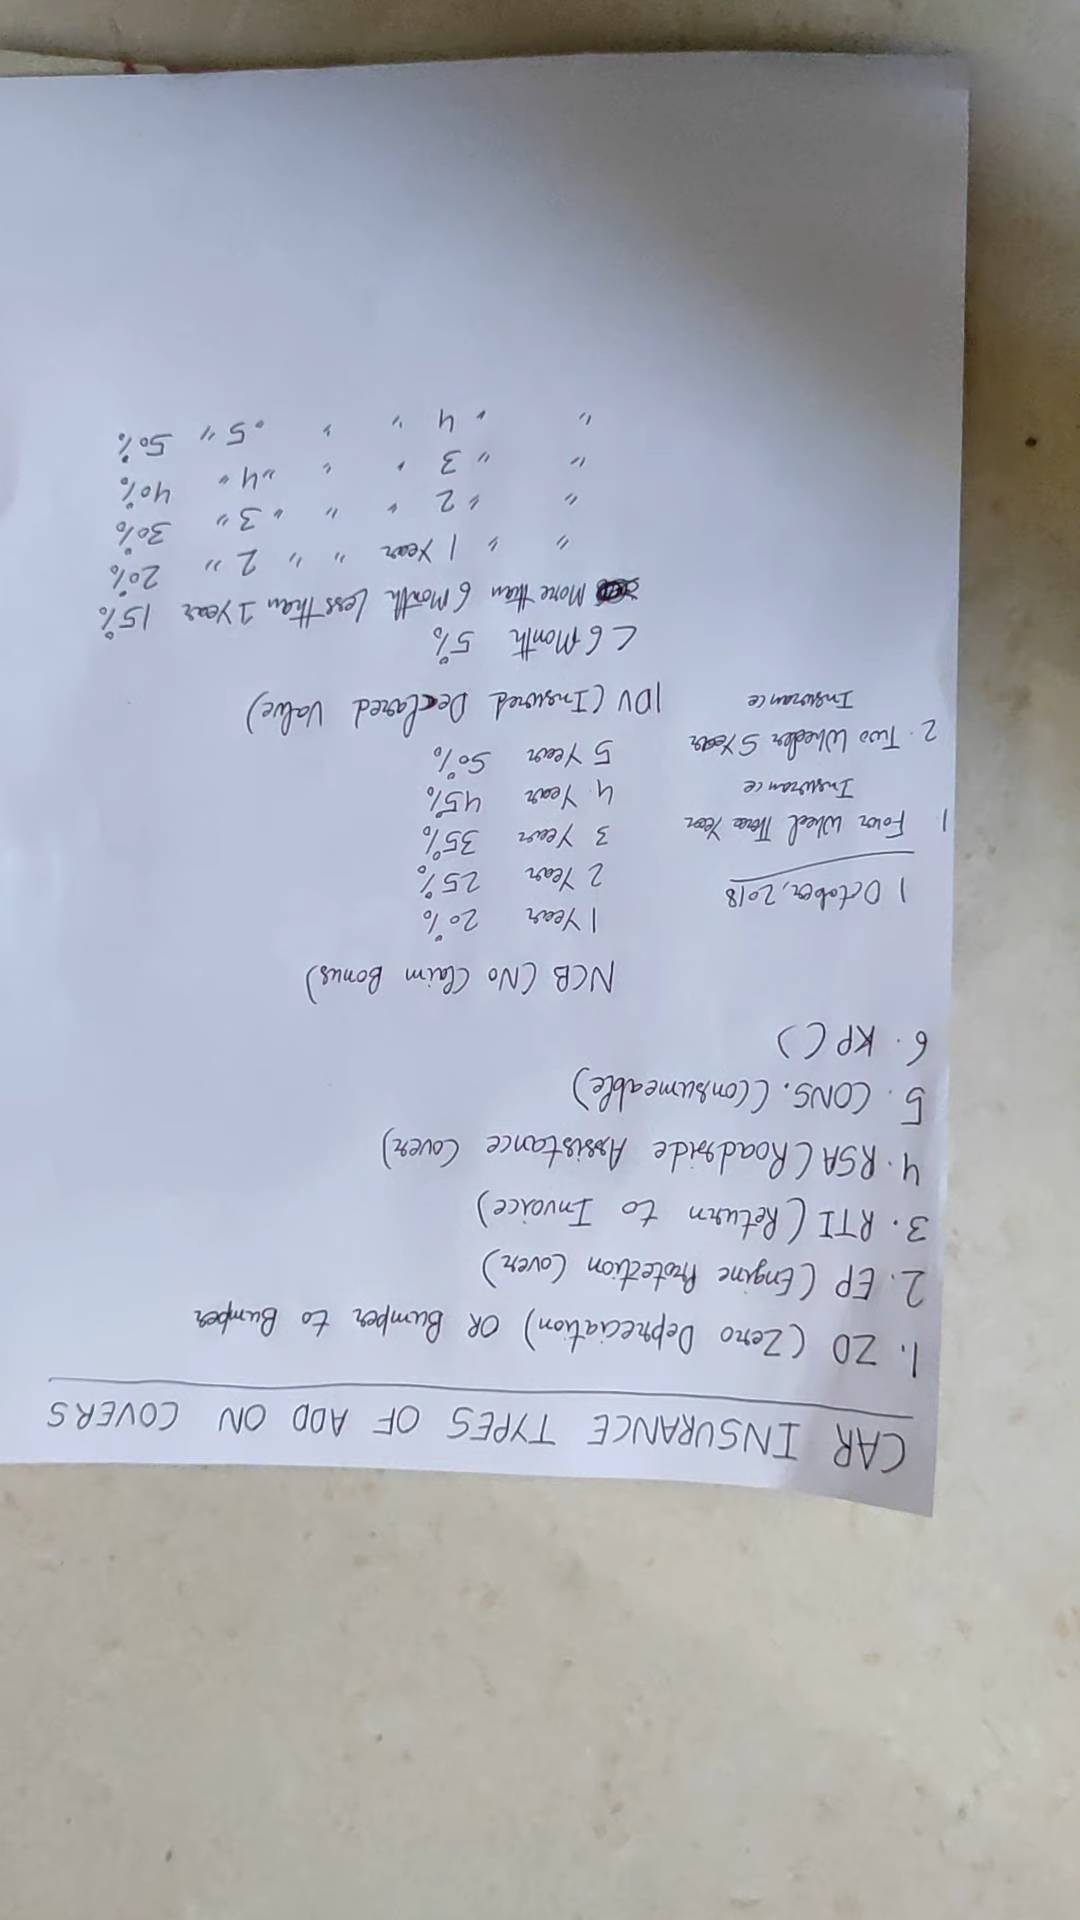 CAR INSURANCE TYPES OF ADD ON COVERS
1. ZD (Zero Depreciation) OR Bumper to Bumper
2. EP (Engine Protection Cover)
3. RTI (Return to Invoice)
4. RSA (Roadside Assistance Cover)
5. CONS. (Consumeable)
6. KP ( )
NCB (No Claim Bonus)
1 Year 20%
2 Year 25%
3 Year 35%
4 Year 45%
5 Year 50%
1 October, 2018
1 Four Wheel Three Year
Insurance
2. Two Wheeler 5 Year
Insurance
IDV (Insured Declared Value)
< 6 Month 5%
More than 6 Month Less than 1 Year 15%
" " 1 Year " " 2 " 20%
" " 2 " " " 3 " 30%
" " 3 " " " 4 " 40%
" " 4 " " " 5 " 50%